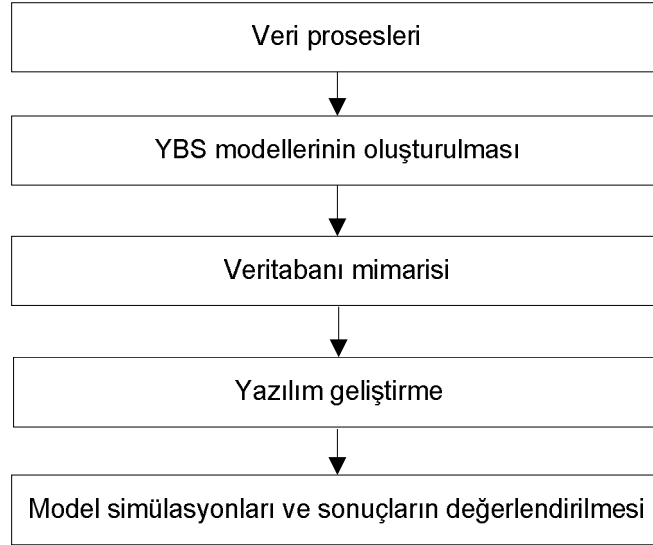 Veri prosesleri
YBS modellerinin oluşturulması
Veritabanı mimarisi
Yazılım geliştirme
Model simülasyonları ve sonuçların değerlendirilmesi